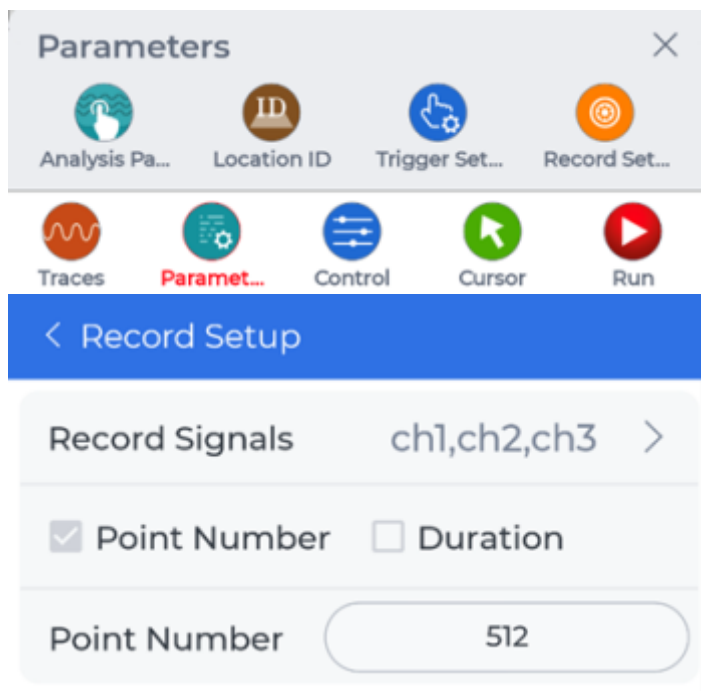 Parameters
ID
Analysis Pa... Location ID Trigger Set... Record Set...
Traces Paramet... Control Cursor Run
Record Setup
Record Signals ch1,ch2,ch3
Point Number Duration
Point Number 512